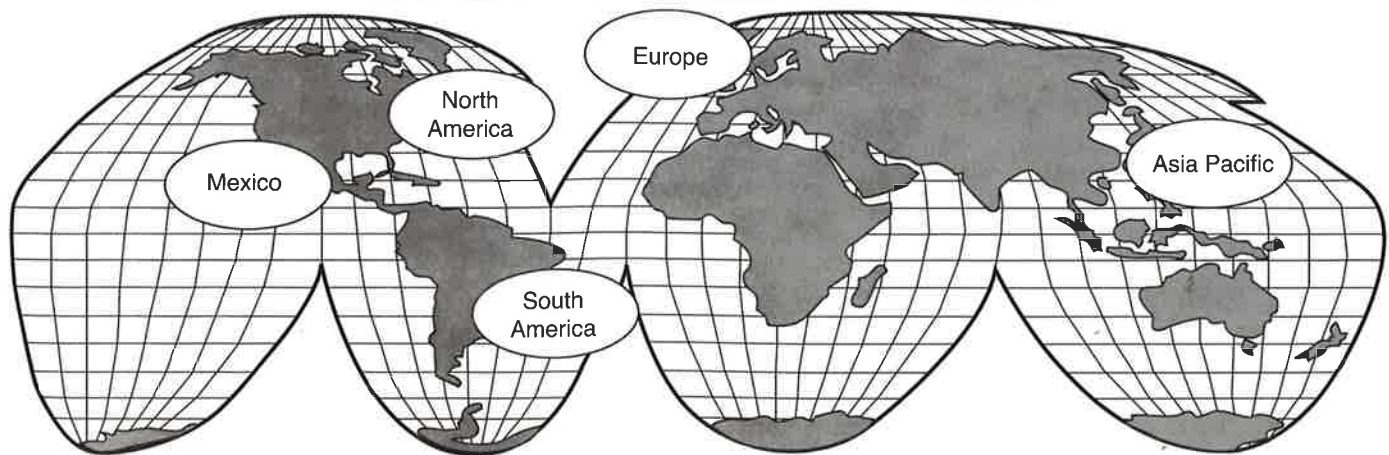 Europe
North
America
Mexico
Asia Pacific
South
America